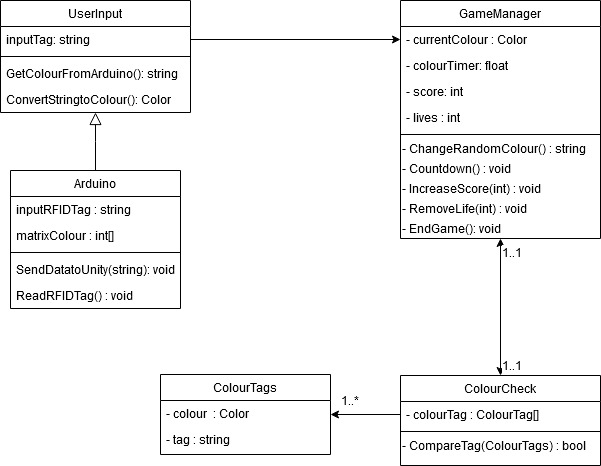 UserInput
inputTag: string
GetColourFromArduino(): string
ConvertStringtoColour(): Color
GameManager
- currentColour : Color
- colourTimer: float
- score: int
- lives : int
- ChangeRandomColour() : string
- Countdown() : void
- IncreaseScore(int) : void
- RemoveLife(int) : void
- EndGame(): void
Arduino
inputRFIDTag : string
matrixColour : int[]
SendDatatoUnity(string): void
ReadRFIDTag() : void
1..1
1..1
ColourTags
- colour : Color
- tag : string
1..*
ColourCheck
- colourTag : ColourTag[]
- CompareTag(ColourTags) : bool